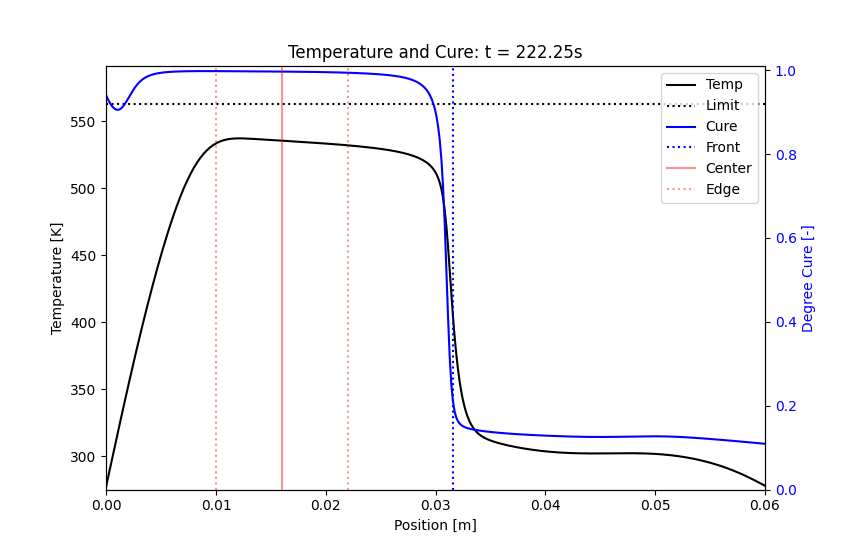 Temperature and Cure: t = 222.25s
Temperature [K]
550
500
450
400
350
300
0.00 0.01 0.02 0.03 0.04 0.05 0.06
Position [m]
1.0
0.8
0.6
0.4
0.2
0.0
Degree Cure [-]
Temp
Limit
Cure
Front
Center
Edge